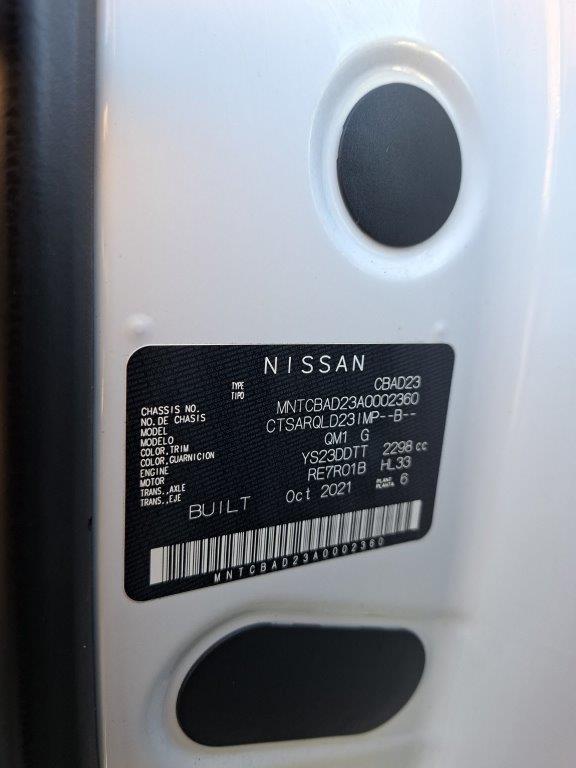 NISSAN
TYPE CBAD23
TIPO
CHASSIS NO. MNTCBAD23A0002360
NO. DE CHASIS
MODEL CTSARQLD23IMP--B--
MODELO
COLOR,TRIM QM1 G
COLOR,GUARNICION
ENGINE YS23DDTT 2298 cc
MOTOR
TRANS.,AXLE RE7R01B HL33
TRANS.,EJE
BUILT Oct 2021 PLANT 6
PLANTA
MNTCBAD23A0002360